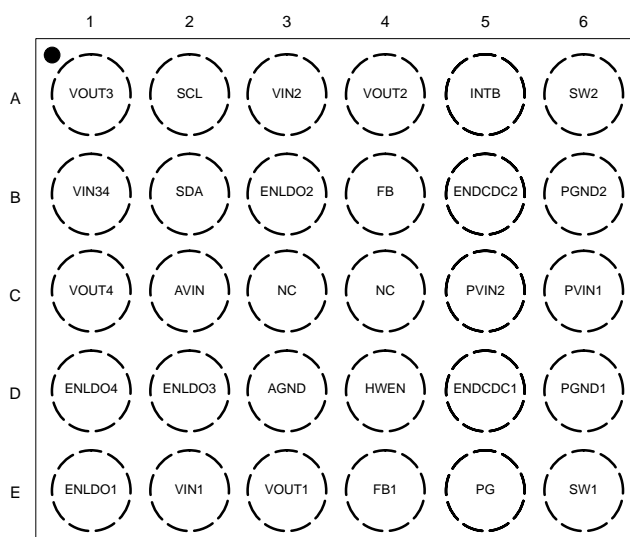 1 2 3 4 5 6
A VOUT3 SCL VIN2 VOUT2 INTB SW2
B VIN34 SDA ENLDO2 FB ENDCDC2 PGND2
C VOUT4 AVIN NC NC PVIN2 PVIN1
D ENLDO4 ENLDO3 AGND HWEN ENDCDC1 PGND1
E ENLDO1 VIN1 VOUT1 FB1 PG SW1